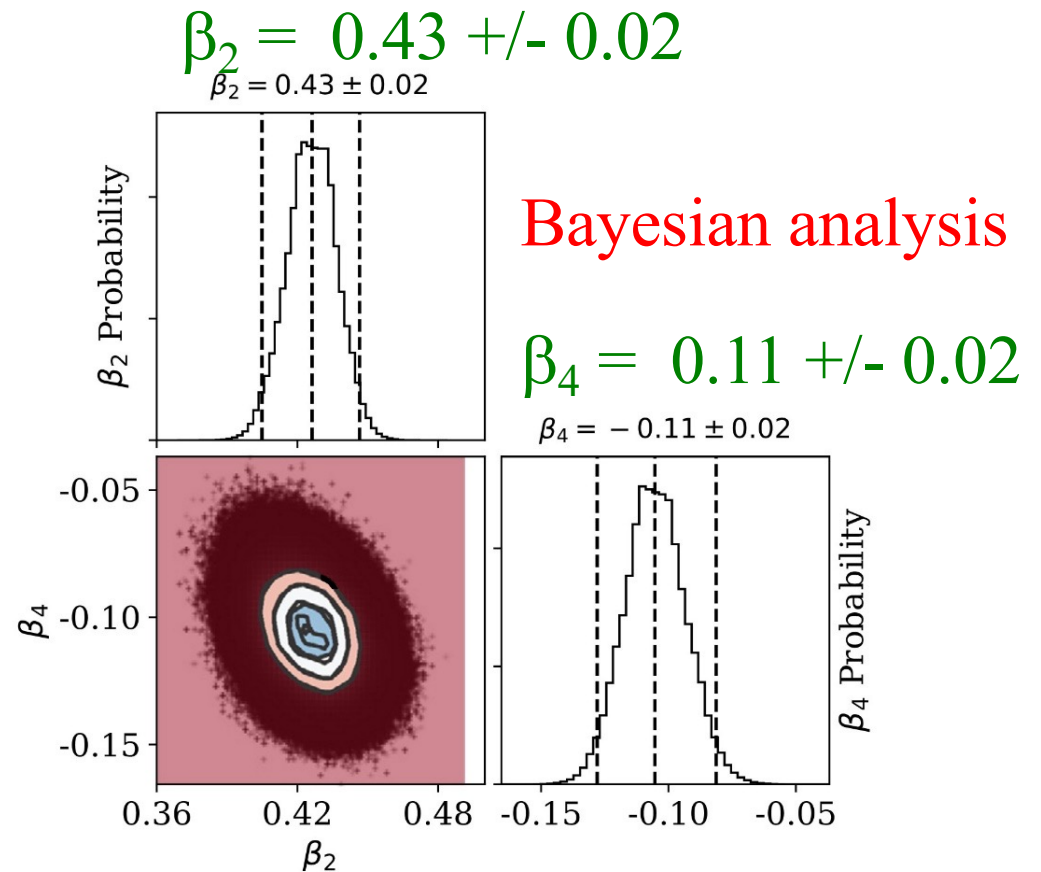 β₂ = 0.43 +/- 0.02
β₂ = 0.43 ± 0.02
β₂ Probability
Bayesian analysis
β₄ = 0.11 +/- 0.02
β₄ = − 0.11 ± 0.02
β₄ Probability
-0.05
-0.10
-0.15
β₄
0.36 0.42 0.48
β₂
-0.15 -0.10 -0.05